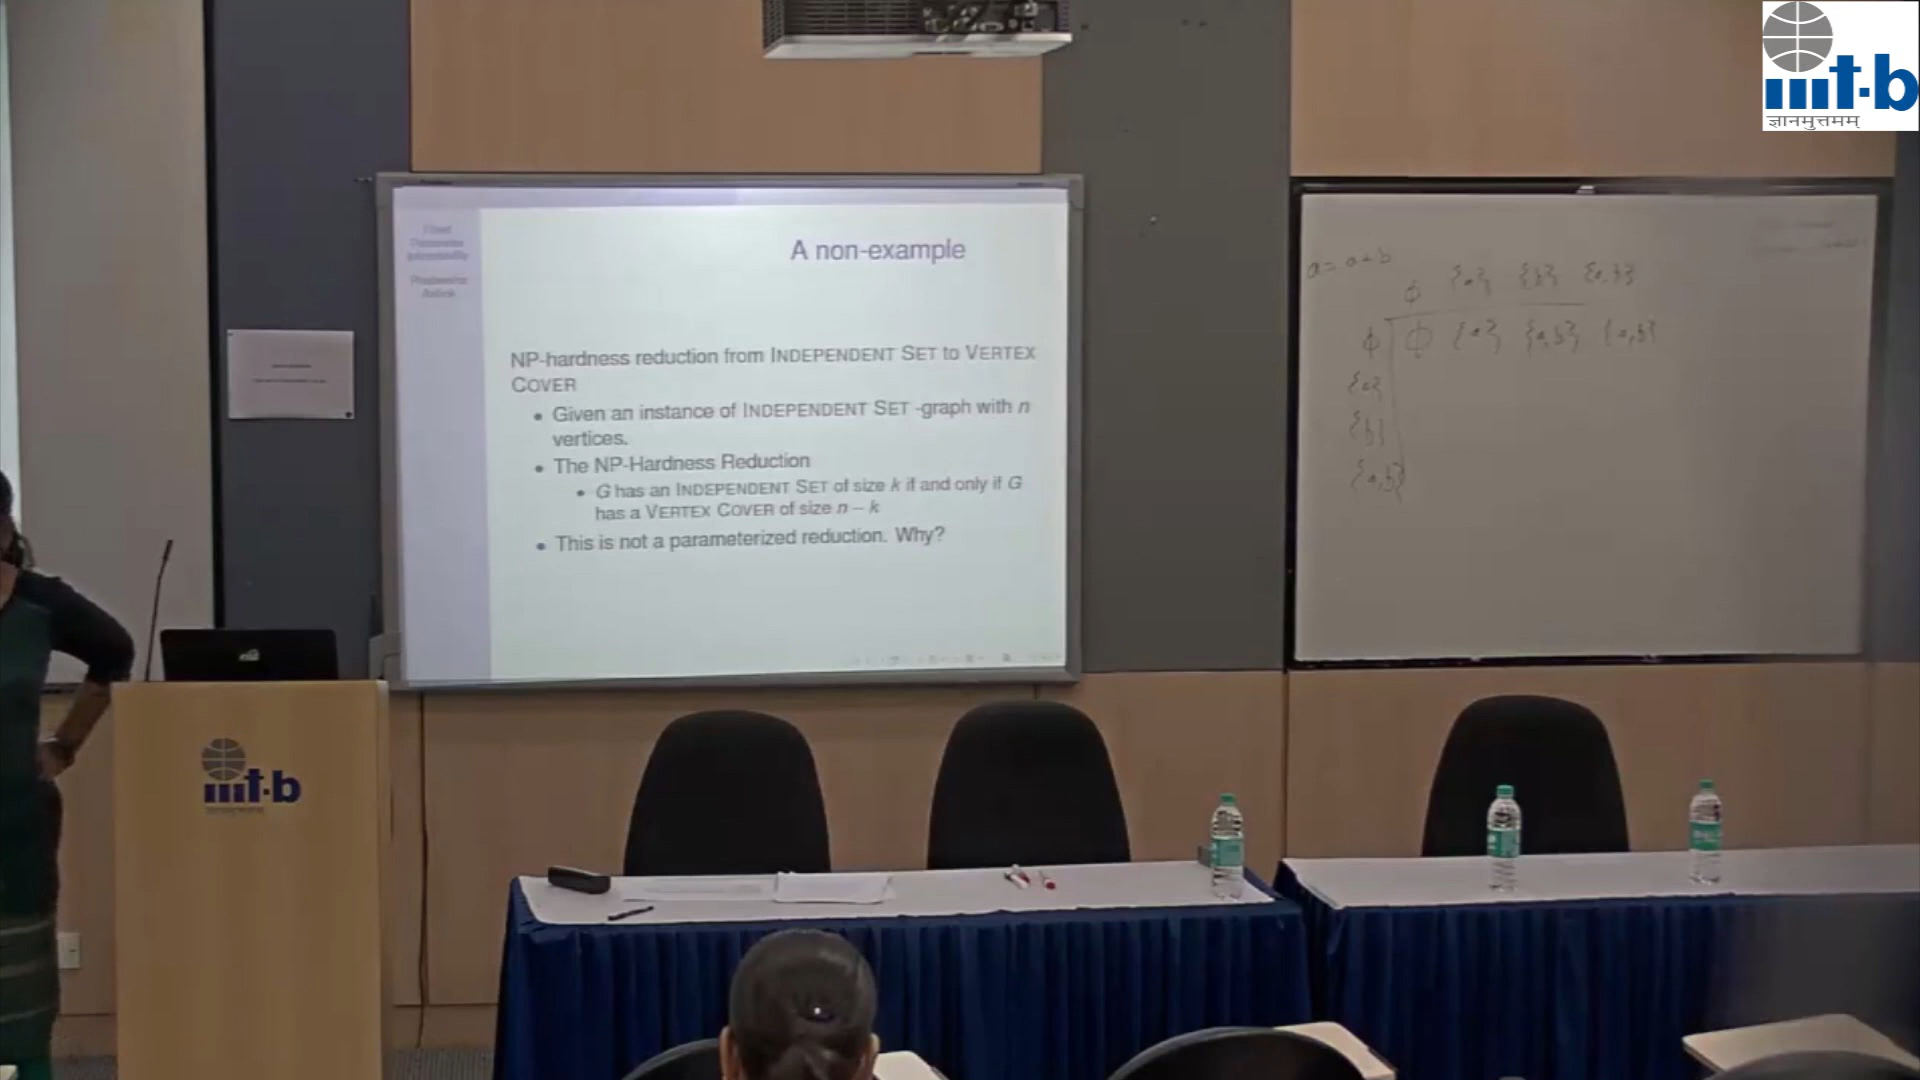 iiit-b
ज्ञानमुत्तमम्
A non-example
NP-hardness reduction from INDEPENDENT SET to VERTEX
COVER
Given an instance of INDEPENDENT SET -graph with n
vertices.
The NP-Hardness Reduction
G has an INDEPENDENT SET of size k if and only if G
has a VERTEX COVER of size n – k
This is not a parameterized reduction. Why?
a = a + b
ϕ {a} {b} {a,b}
ϕ ϕ {a} {a,b} {a,b}
{a}
{b}
{a,b}
iiit-b